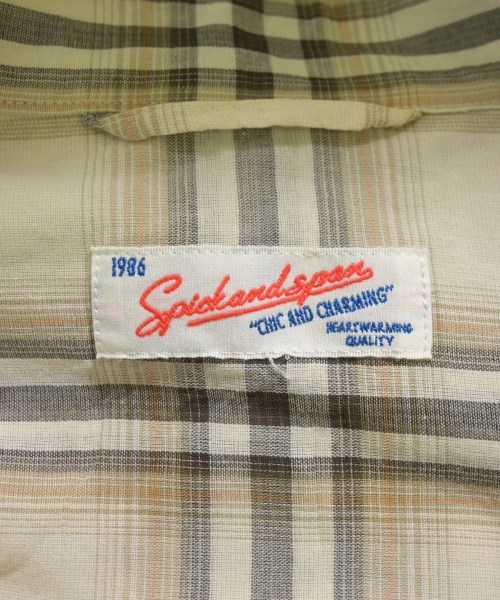 1986
Spickandspan
"CHIC AND CHARMING"
HEARTWARMING
QUALITY